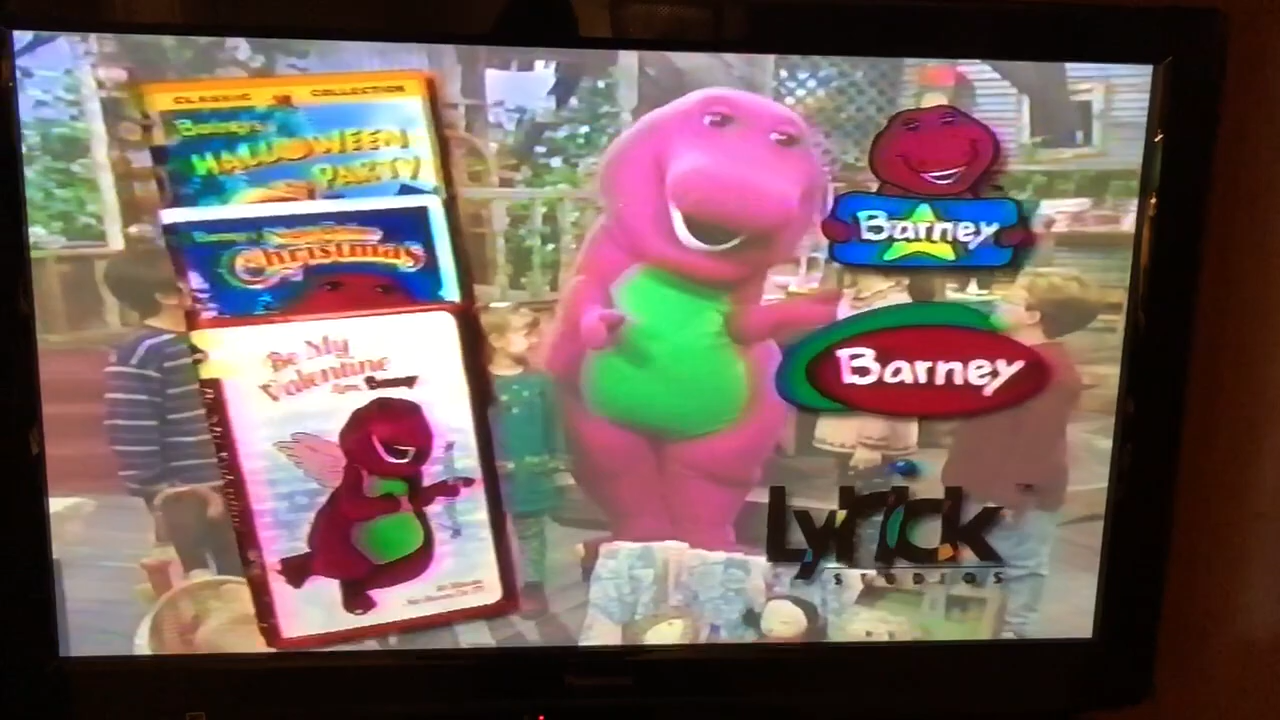 CLASSIC COLLECTION
Barney's
HALLOWEEN
PARTY
Christmas
Be My
Valentine
Love, Barney
Barney
Barney
Lyrick
STUDIOS